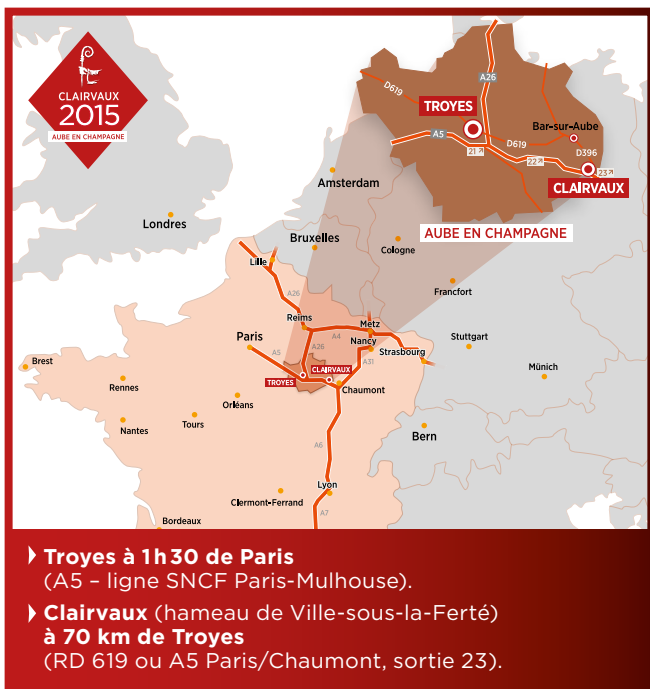 CLAIRVAUX
2015
AUBE EN CHAMPAGNE
A26
D619
TROYES
Bar-sur-Aube
A5
D619
21
D396
22
23
CLAIRVAUX
AUBE EN CHAMPAGNE
Amsterdam
Londres
Bruxelles
Cologne
Lille
Francfort
A26
Reims
Metz
Paris
A4
Nancy
Stuttgart
A26
Strasbourg
A5
Brest
CLAIRVAUX
A31
Münich
TROYES
Chaumont
Rennes
Orléans
Tours
Nantes
Bern
A6
Lyon
Clermont-Ferrand
A7
Bordeaux
Troyes à 1h30 de Paris
(A5 – ligne SNCF Paris-Mulhouse).
Clairvaux (hameau de Ville-sous-la-Ferté)
à 70 km de Troyes
(RD 619 ou A5 Paris/Chaumont, sortie 23).